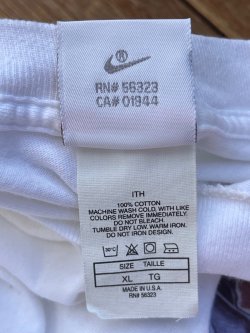 RN# 56323
CA# 01944
ITH
100% COTTON
MACHINE WASH COLD, WITH LIKE
COLORS REMOVE IMMEDIATELY.
DO NOT BLEACH.
TUMBLE DRY LOW. WARM IRON.
DO NOT IRON DESIGN.
SIZE TAILLE
XL TG
MADE IN U.S.A.
RN# 56323